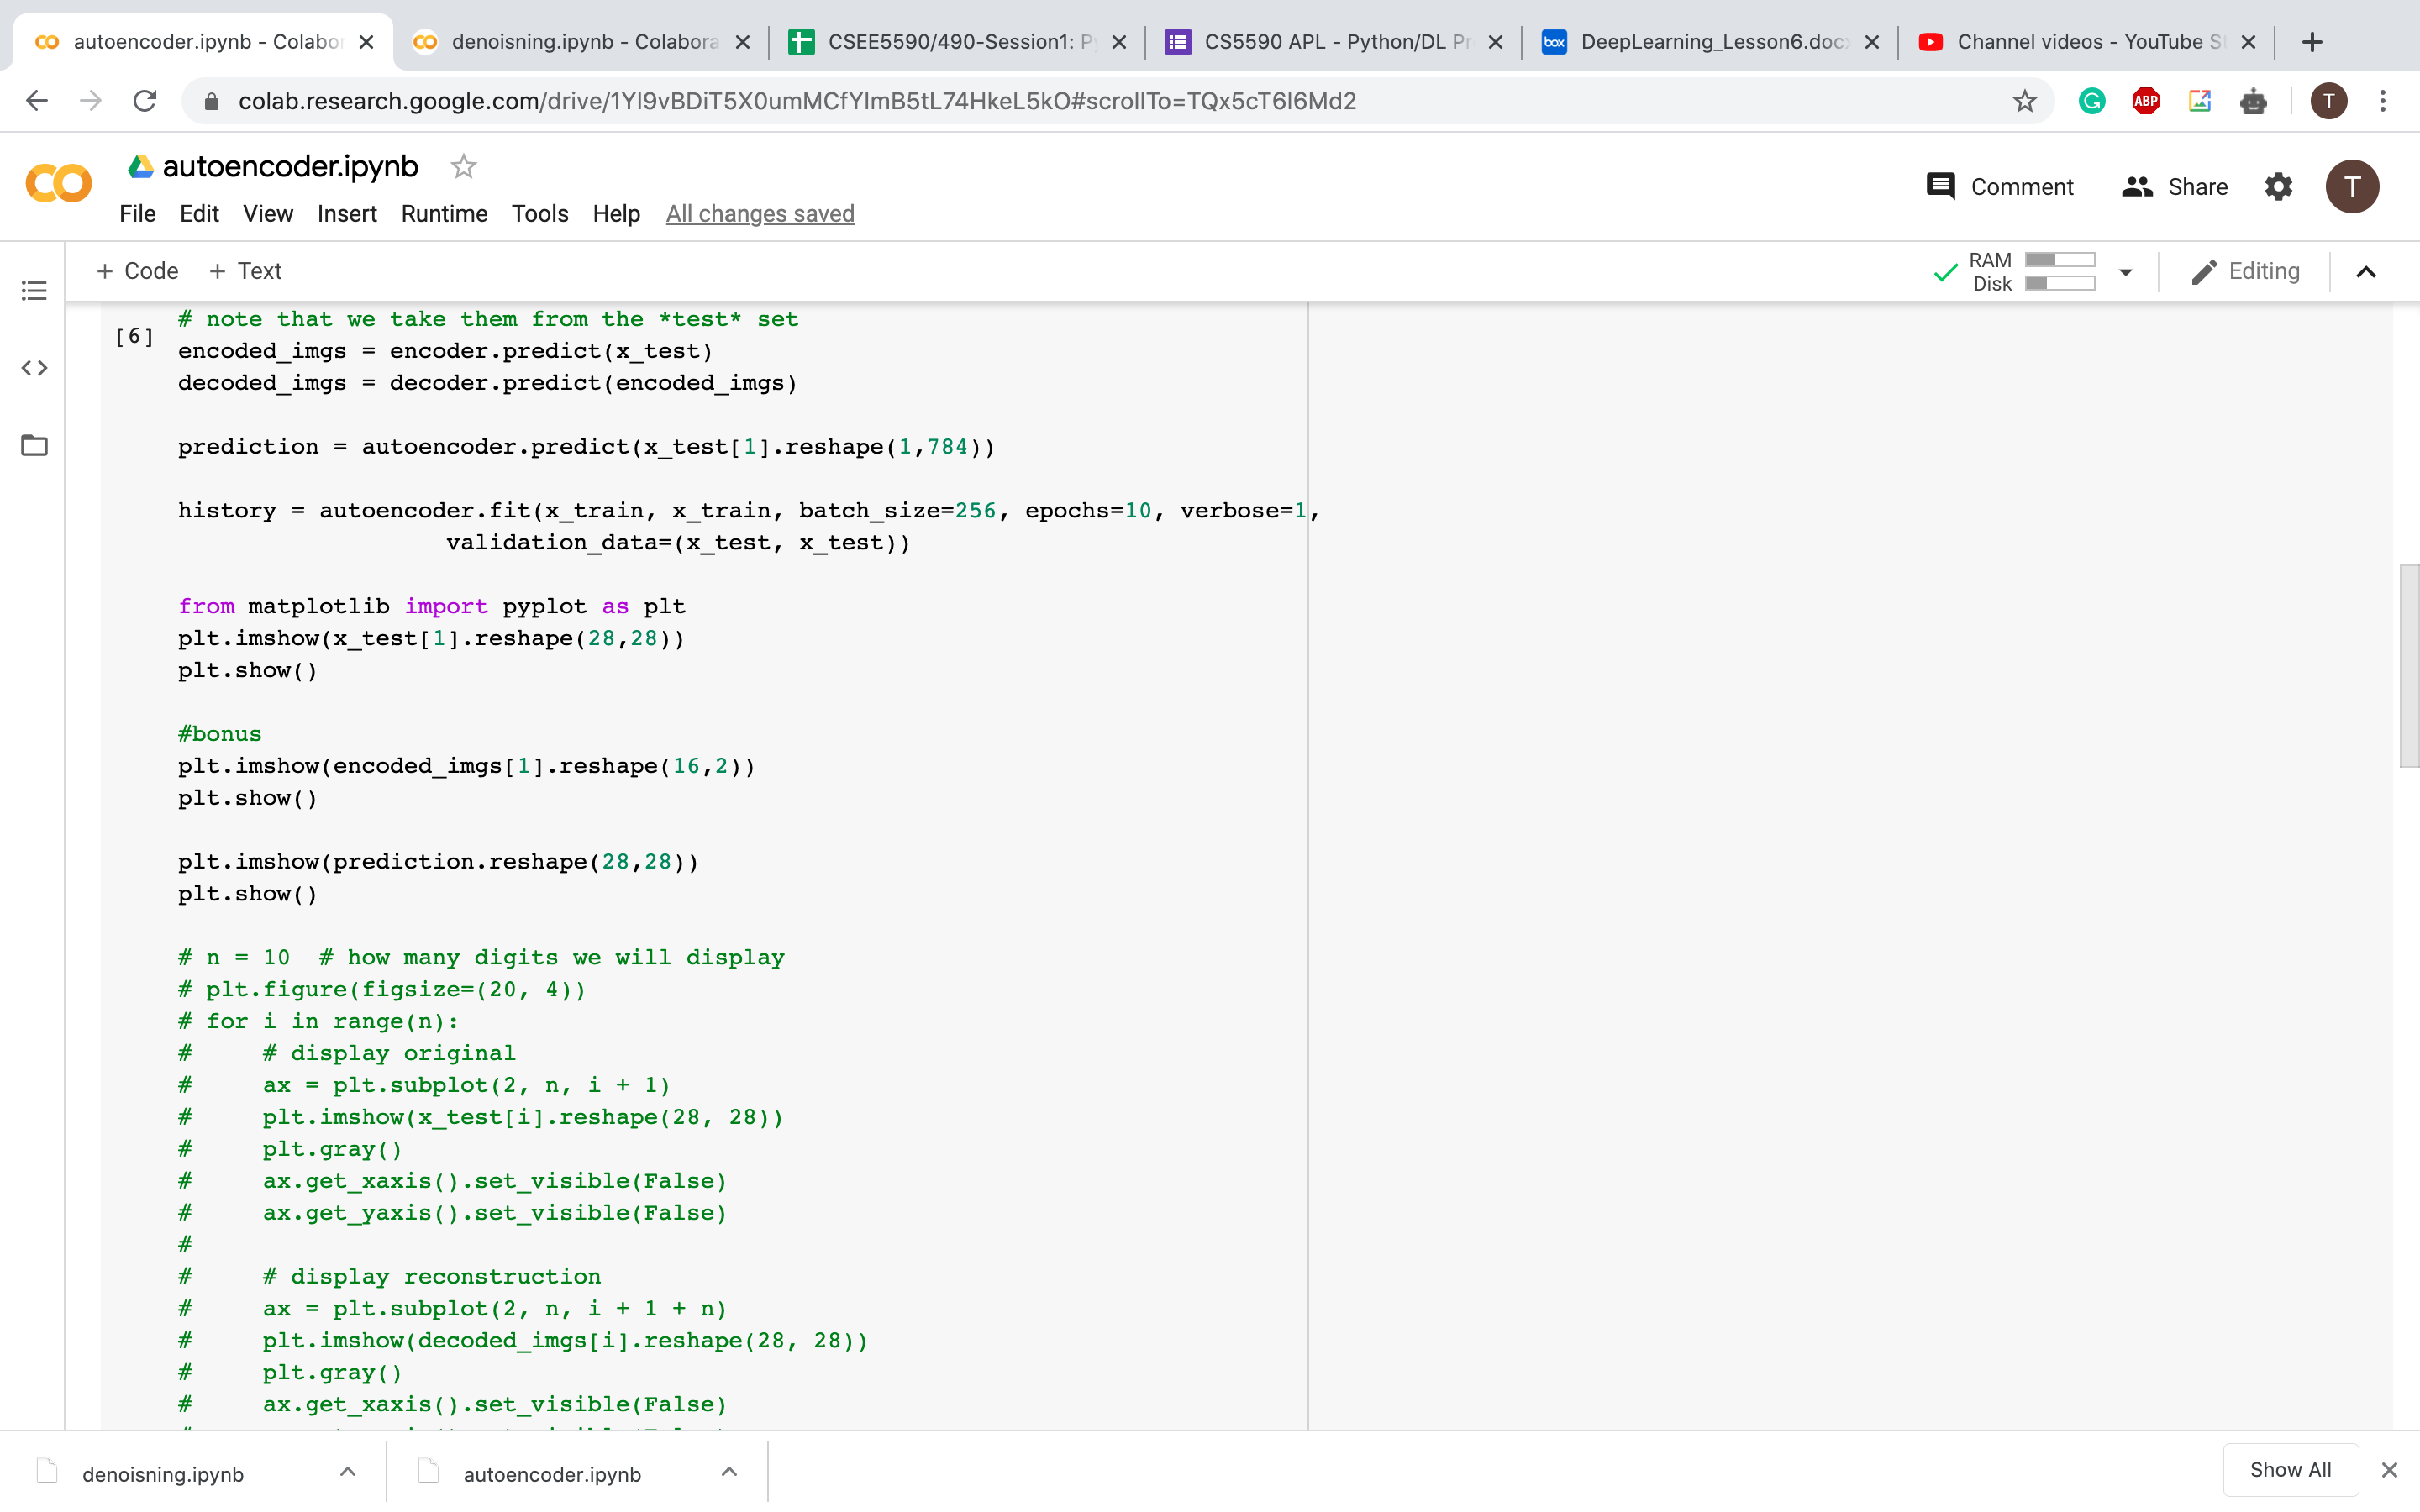 autoencoder.ipynb - Colabor
denoisning.ipynb - Colabora
CSEE5590/490-Session1: Py
CS5590 APL - Python/DL Pr
box
DeepLearning_Lesson6.docx
Channel videos - YouTube St
colab.research.google.com/drive/1Yl9vBDiT5X0umMCfYImB5tL74HkeL5kO#scrollTo=TQx5cT6l6Md2
ABP
T
autoencoder.ipynb
Comment
Share
T
File Edit View Insert Runtime Tools Help All changes saved
+ Code + Text
RAM
Disk
Editing
[6]
# note that we take them from the *test* set
encoded_imgs = encoder.predict(x_test)
decoded_imgs = decoder.predict(encoded_imgs)
prediction = autoencoder.predict(x_test[1].reshape(1,784))
history = autoencoder.fit(x_train, x_train, batch_size=256, epochs=10, verbose=1,
validation_data=(x_test, x_test))
from matplotlib import pyplot as plt
plt.imshow(x_test[1].reshape(28,28))
plt.show()
#bonus
plt.imshow(encoded_imgs[1].reshape(16,2))
plt.show()
plt.imshow(prediction.reshape(28,28))
plt.show()
# n = 10  # how many digits we will display
# plt.figure(figsize=(20, 4))
# for i in range(n):
#     # display original
#     ax = plt.subplot(2, n, i + 1)
#     plt.imshow(x_test[i].reshape(28, 28))
#     plt.gray()
#     ax.get_xaxis().set_visible(False)
#     ax.get_yaxis().set_visible(False)
#
#     # display reconstruction
#     ax = plt.subplot(2, n, i + 1 + n)
#     plt.imshow(decoded_imgs[i].reshape(28, 28))
#     plt.gray()
#     ax.get_xaxis().set_visible(False)
denoisning.ipynb
autoencoder.ipynb
Show All